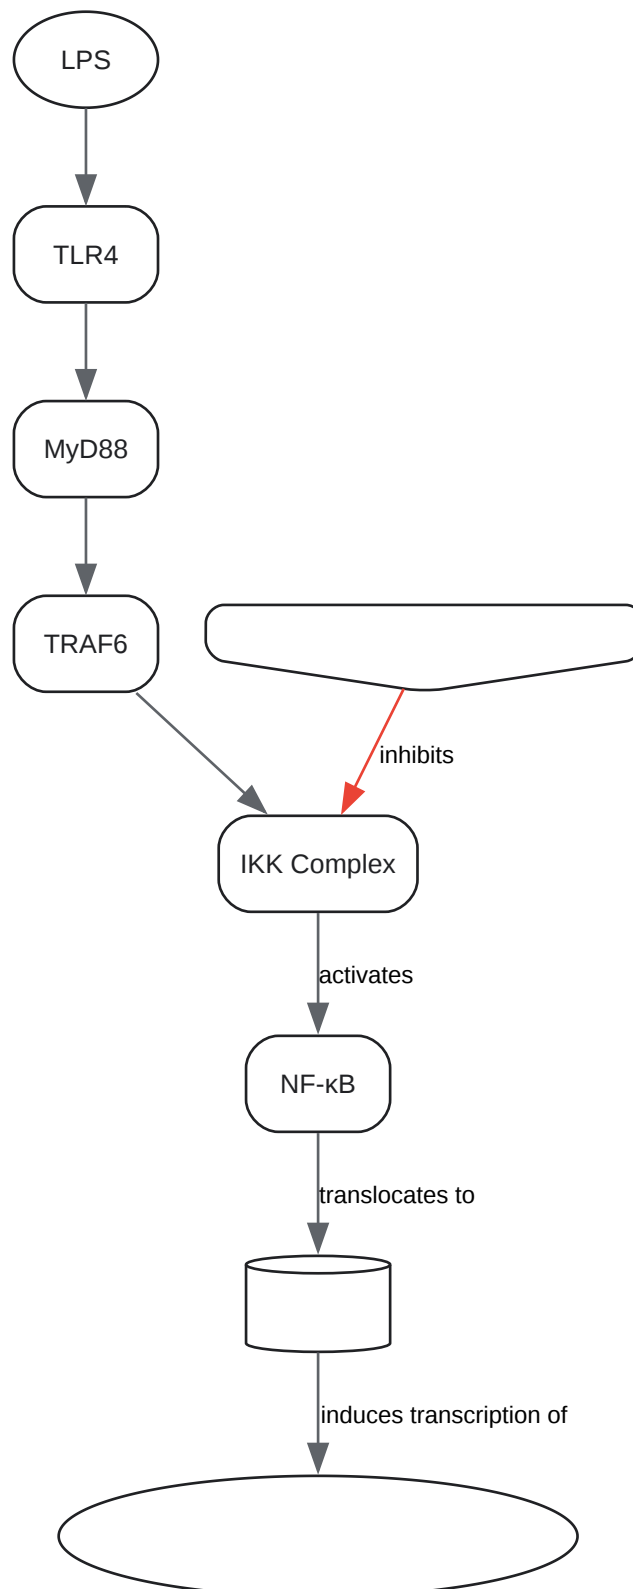 LPS
TLR4
MyD88
TRAF6
inhibits
IKK Complex
activates
NF-κB
translocates to
induces transcription of